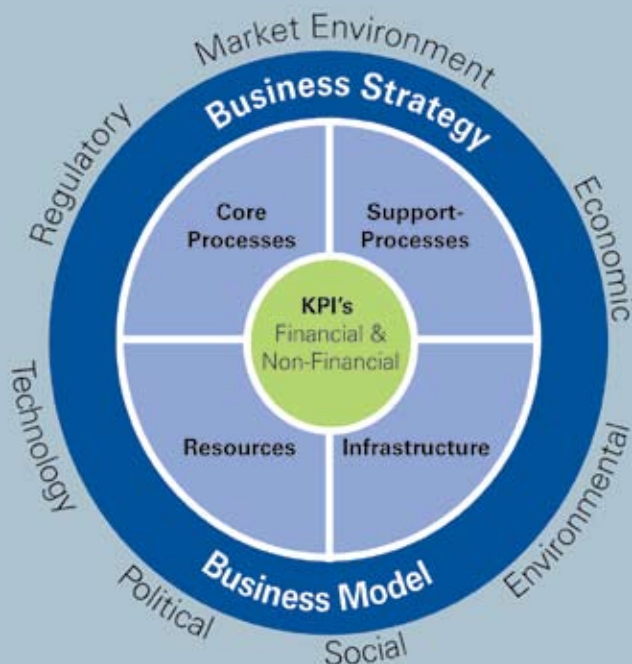 Market Environment
Business Strategy
Regulatory
Economic
Core
Processes
Support-
Processes
KPI's
Financial &
Non-Financial
Technology
Resources
Infrastructure
Environmental
Business Model
Political
Social